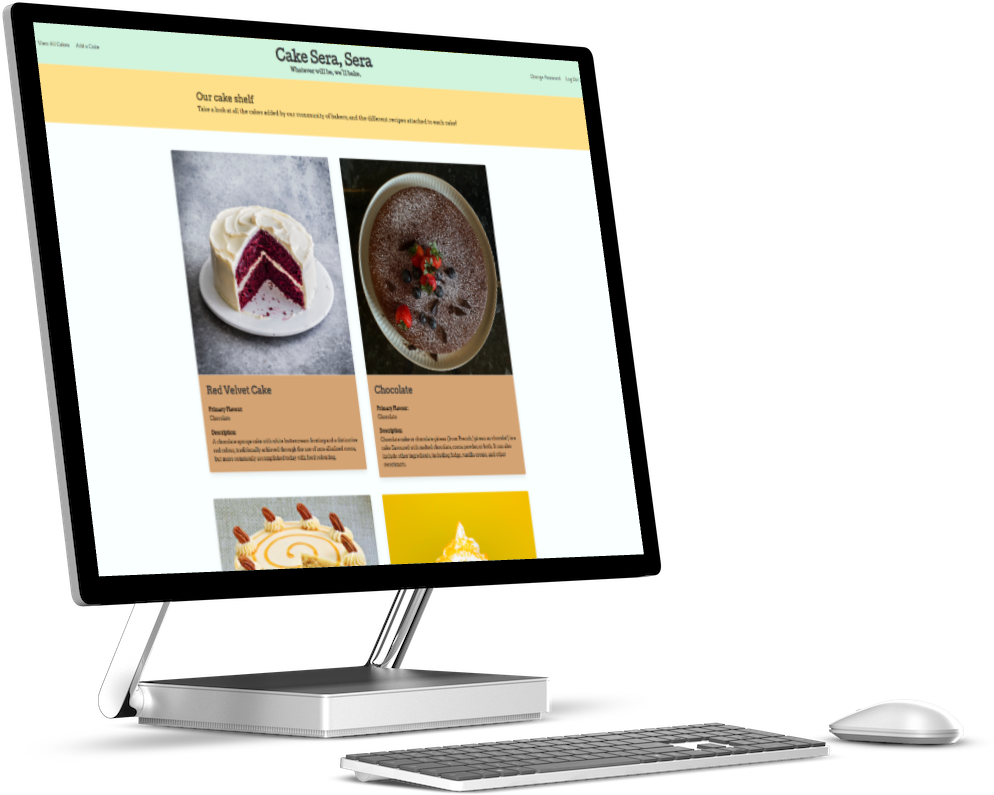 View All Cakes Add a Cake
Cake Sera, Sera
Whatever will be, we'll bake.
Change Password Log Out
Our cake shelf
Take a look at all the cakes added by our community of bakers, and the different recipes attached to each cake!
Red Velvet Cake
Primary Flavour:
Chocolate
Description:
A chocolate sponge cake with white buttercream frosting and a distinctive
red colour, traditionally achieved through the use of non-alkalised cocoa,
but more commonly accomplished today with food colouring.
Chocolate
Primary Flavour:
Chocolate
Description:
Chocolate cake or chocolate gâteau (from French: gâteau au chocolat) is a
cake flavoured with melted chocolate, cocoa powder, or both. It can also
include other ingredients, including fudge, vanilla creme, and other
sweeteners.